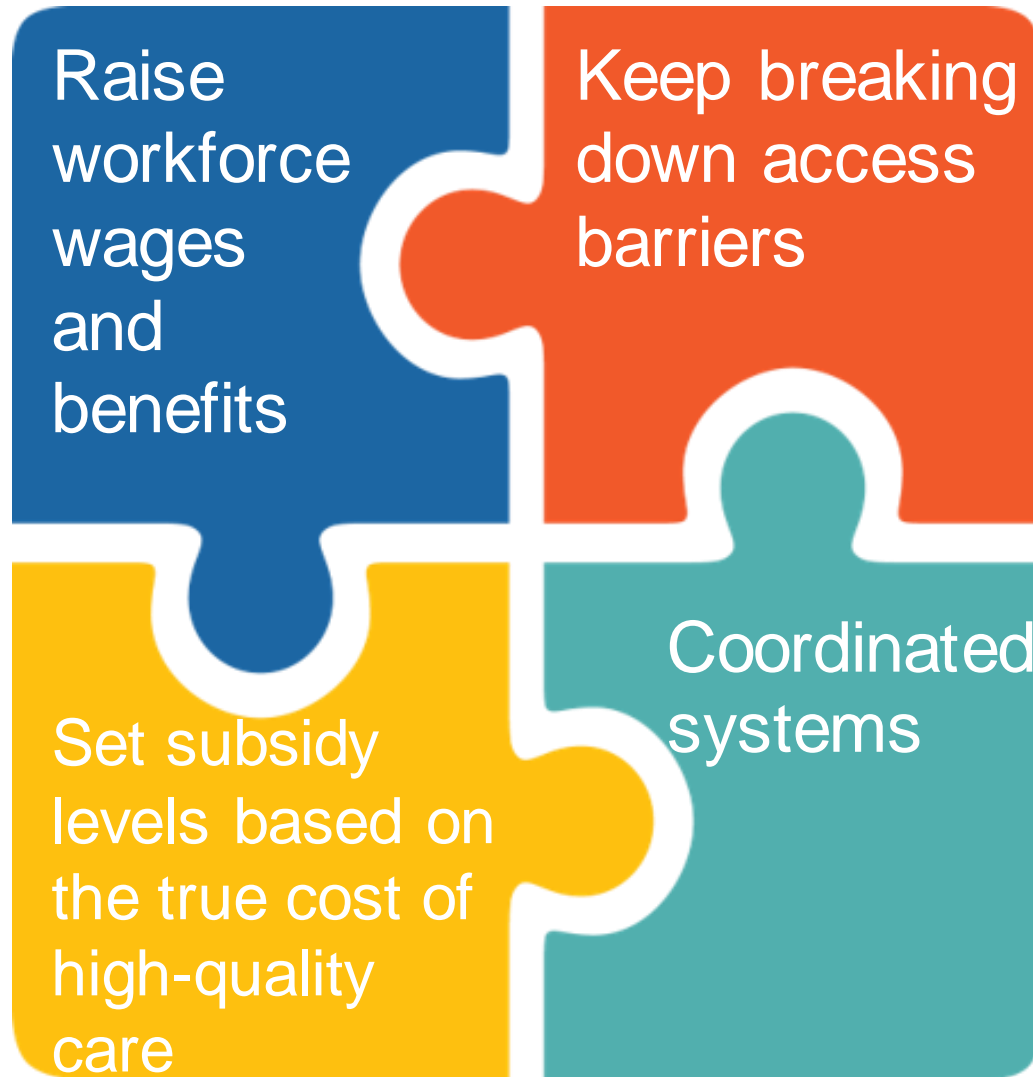 Raise
workforce
wages
and
benefits
Keep breaking
down access
barriers
Set subsidy
levels based on
the true cost of
high-quality
care
Coordinated
systems